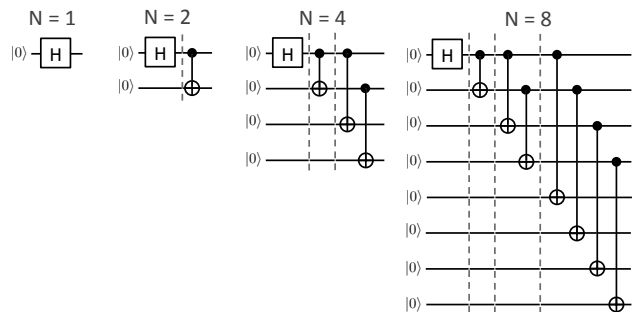 N = 1
N = 2
N = 4
N = 8
|0⟩ H
|0⟩ H
|0⟩
|0⟩ H
|0⟩
|0⟩
|0⟩
|0⟩ H
|0⟩
|0⟩
|0⟩
|0⟩
|0⟩
|0⟩
|0⟩